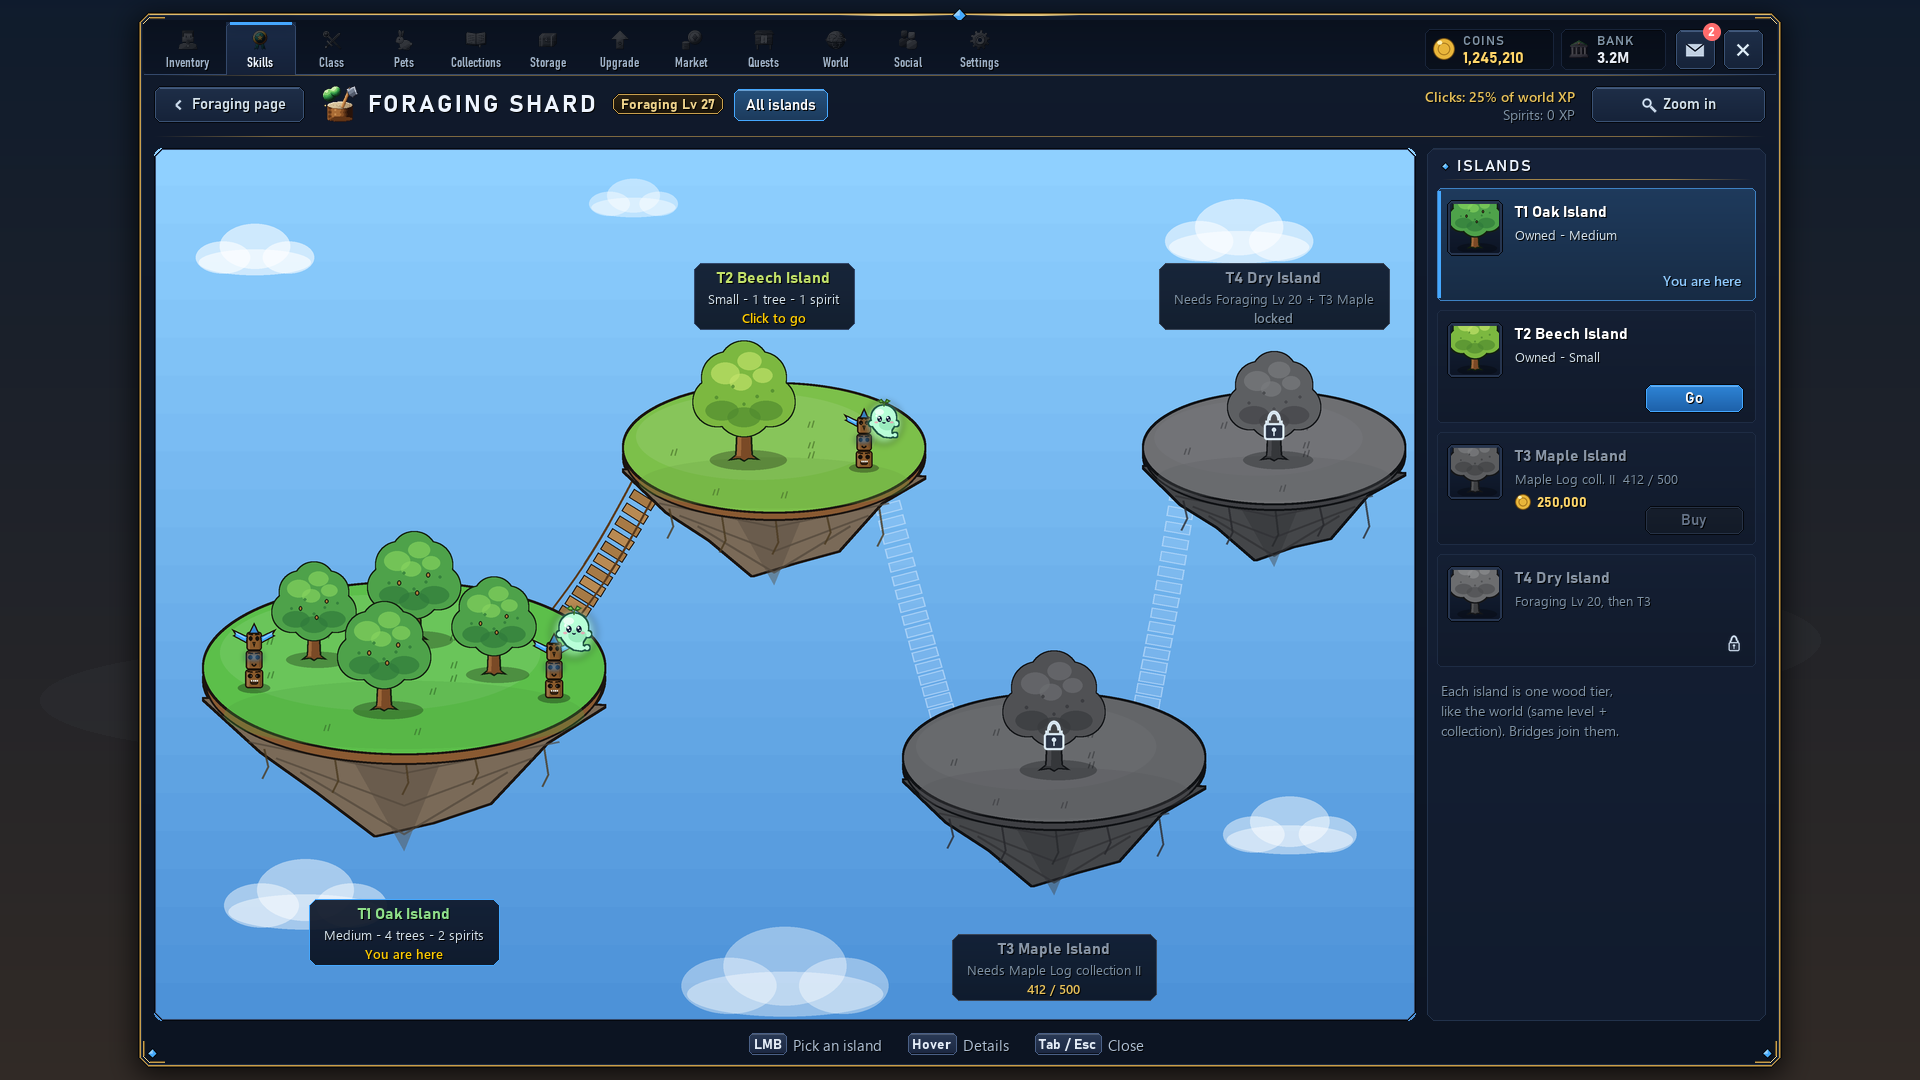 Inventory
Skills
Class
Pets
Collections
Storage
Upgrade
Market
Quests
World
Social
Settings
COINS
1,245,210
BANK
3.2M
2
Foraging page
FORAGING SHARD
Foraging Lv 27
All islands
Clicks: 25% of world XP
Spirits: 0 XP
Zoom in
T2 Beech Island
Small - 1 tree - 1 spirit
Click to go
T4 Dry Island
Needs Foraging Lv 20 + T3 Maple
locked
T1 Oak Island
Medium - 4 trees - 2 spirits
You are here
T3 Maple Island
Needs Maple Log collection II
412 / 500
ISLANDS
T1 Oak Island
Owned - Medium
You are here
T2 Beech Island
Owned - Small
Go
T3 Maple Island
Maple Log coll. II 412 / 500
250,000
Buy
T4 Dry Island
Foraging Lv 20, then T3
Each island is one wood tier,
like the world (same level +
collection). Bridges join them.
LMB Pick an island
Hover Details
Tab / Esc Close